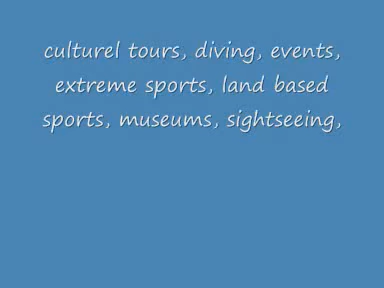 culturel tours, diving, events,
extreme sports, land based
sports, museums, sightseeing,